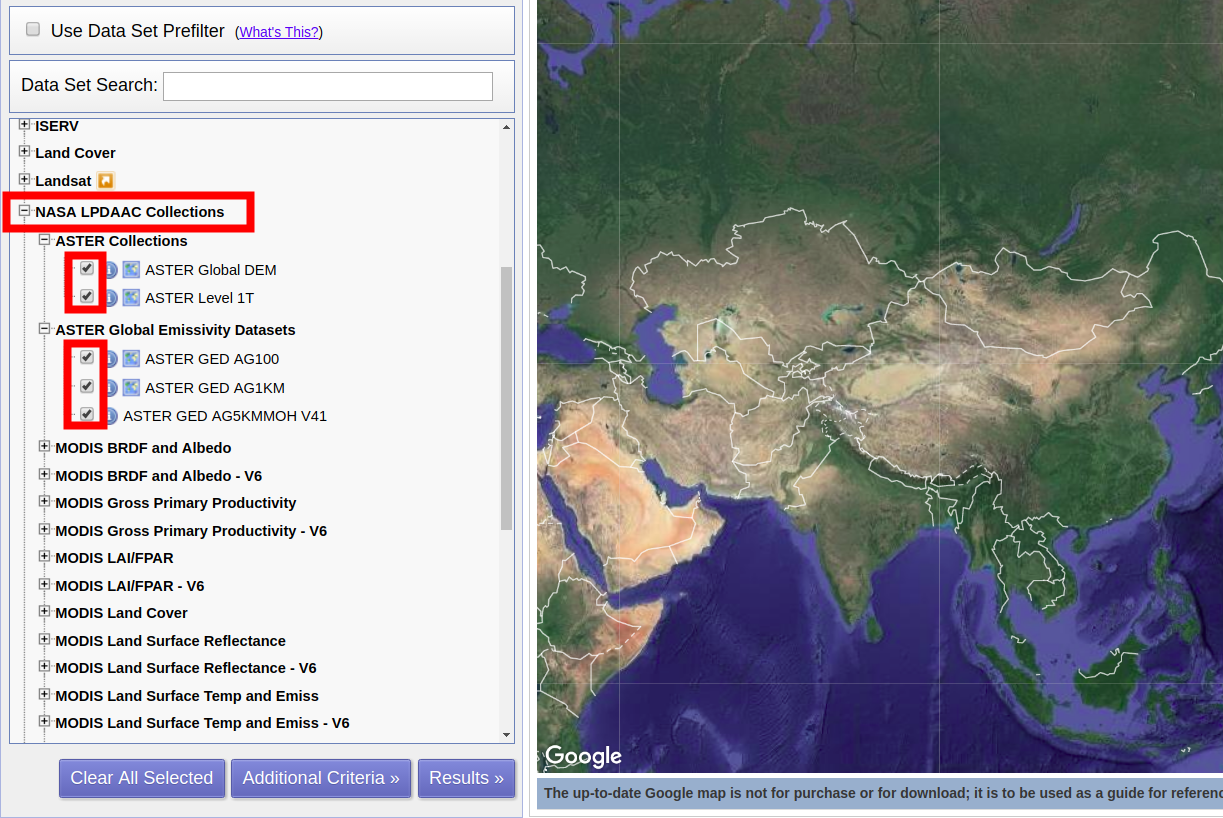 Use Data Set Prefilter (What's This?)
Data Set Search:
ISERV
Land Cover
Landsat
NASA LPDAAC Collections
ASTER Collections
ASTER Global DEM
ASTER Level 1T
ASTER Global Emissivity Datasets
ASTER GED AG100
ASTER GED AG1KM
ASTER GED AG5KMMOH V41
MODIS BRDF and Albedo
MODIS BRDF and Albedo - V6
MODIS Gross Primary Productivity
MODIS Gross Primary Productivity - V6
MODIS LAI/FPAR
MODIS LAI/FPAR - V6
MODIS Land Cover
MODIS Land Surface Reflectance
MODIS Land Surface Reflectance - V6
MODIS Land Surface Temp and Emiss
MODIS Land Surface Temp and Emiss - V6
Clear All Selected
Additional Criteria »
Results »
Google
The up-to-date Google map is not for purchase or for download; it is to be used as a guide for referenc